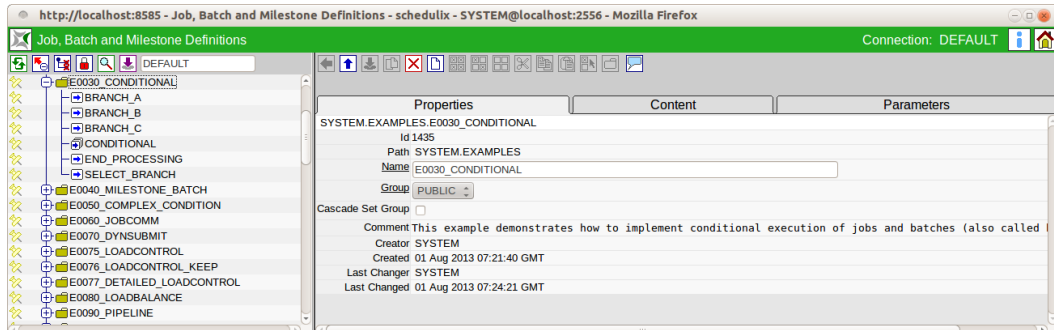 http://localhost:8585 - Job, Batch and Milestone Definitions - schedulix - SYSTEM@localhost:2556 - Mozilla Firefox
Job, Batch and Milestone Definitions
Connection: DEFAULT
DEFAULT
E0030_CONDITIONAL
BRANCH_A
BRANCH_B
BRANCH_C
CONDITIONAL
END_PROCESSING
SELECT_BRANCH
E0040_MILESTONE_BATCH
E0050_COMPLEX_CONDITION
E0060_JOBCOMM
E0070_DYNSUBMIT
E0075_LOADCONTROL
E0076_LOADCONTROL_KEEP
E0077_DETAILED_LOADCONTROL
E0080_LOADBALANCE
E0090_PIPELINE
Properties
Content
Parameters
SYSTEM.EXAMPLES.E0030_CONDITIONAL
Id 1435
Path SYSTEM.EXAMPLES
Name E0030_CONDITIONAL
Group PUBLIC
Cascade Set Group
Comment This example demonstrates how to implement conditional execution of jobs and batches (also called
Creator SYSTEM
Created 01 Aug 2013 07:21:40 GMT
Last Changer SYSTEM
Last Changed 01 Aug 2013 07:24:21 GMT